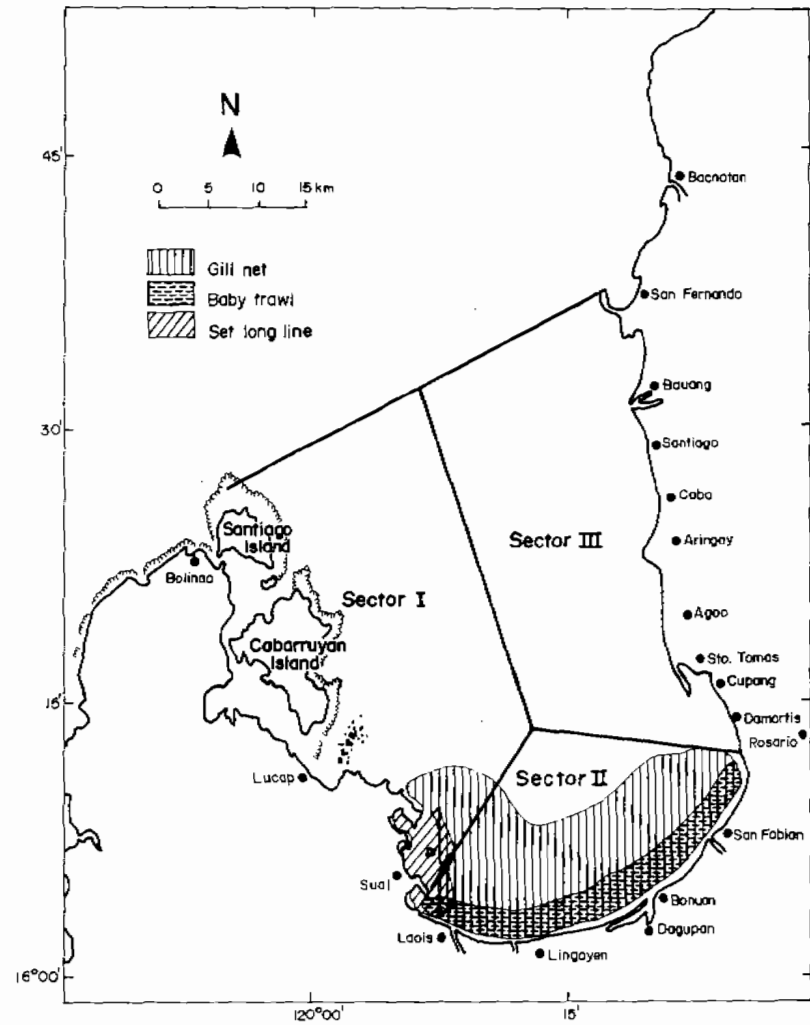 N
45'
0 5 10 15 km
Bacnotan
Gill net
San Fernando
Baby trawl
Set long line
Bauang
30'
Santiago
Caba
Santiago
Island
Sector III
Aringay
Bolinao
Sector I
Agoo
Cabarruyan
Island
Sto. Tomas
Cupang
15'
Damortis
Rosario
Lucap
Sector II
San Fabian
Sual
Bonuan
Laois
Dagupan
Lingayen
16°00'
120°00'
15'